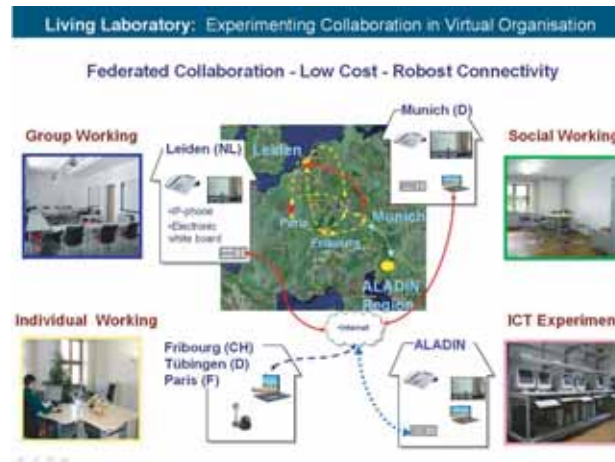 Living Laboratory: Experimenting Collaboration in Virtual Organisation
Federated Collaboration - Low Cost - Robost Connectivity
Group Working
Leiden (NL)
•IP-phone
•Electronic
white board
Leiden
Paris
Fribourg
Munich
ALADIN
Region
Munich (D)
Social Working
Individual Working
•Internet
Fribourg (CH)
Tübingen (D)
Paris (F)
ALADIN
ICT Experiment